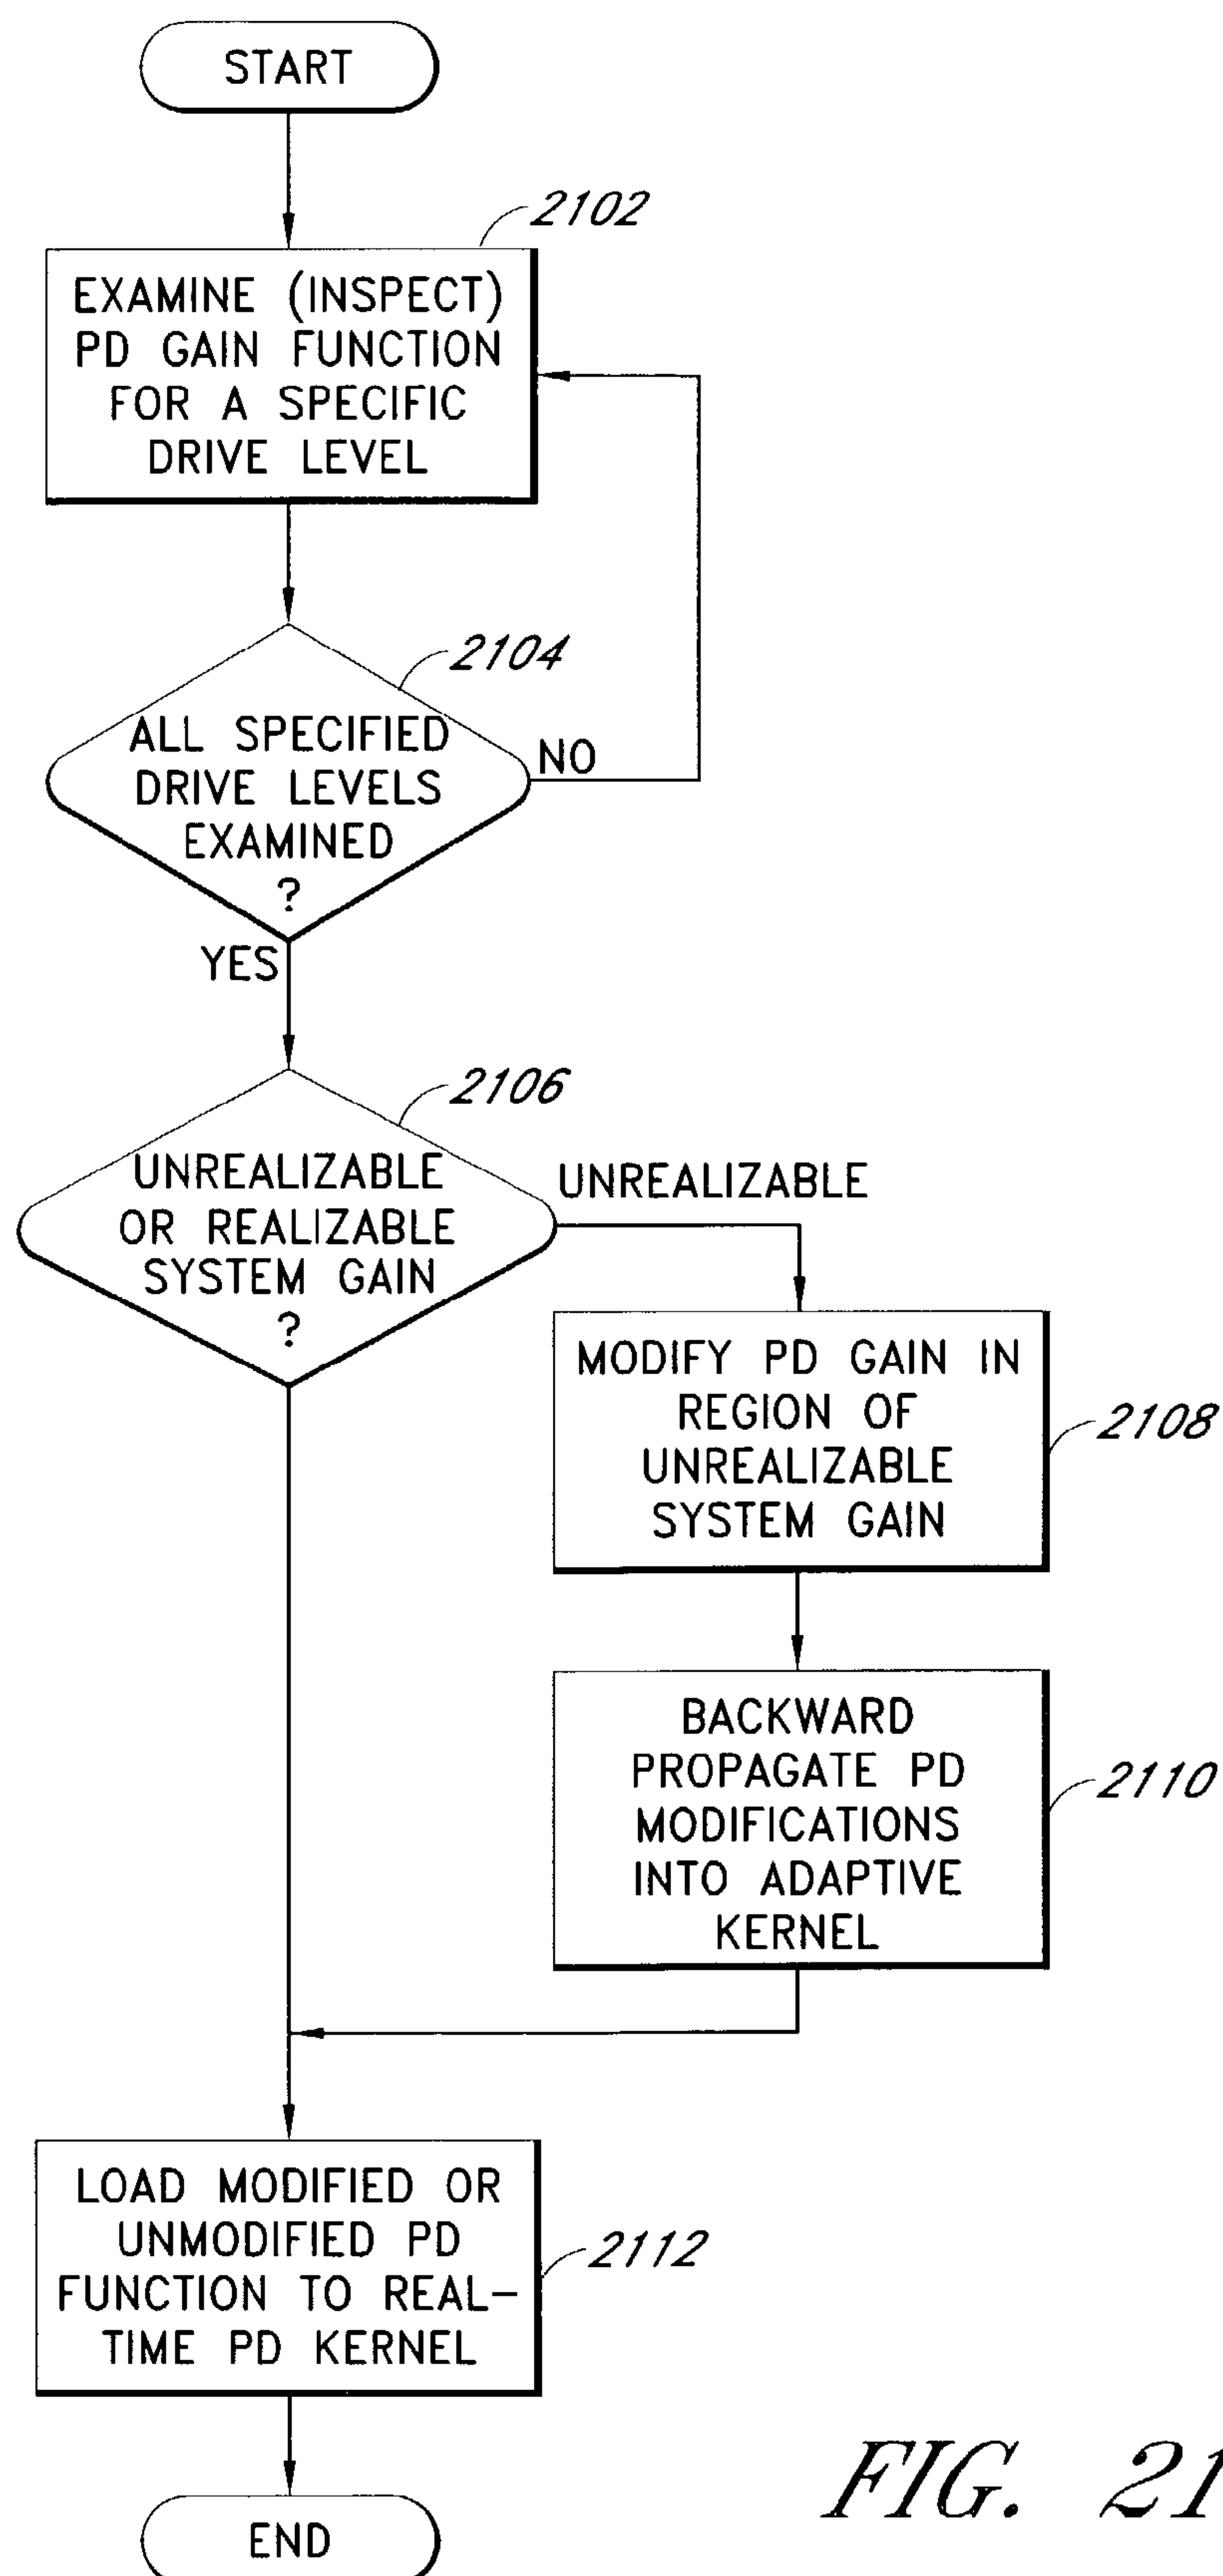 START
2102
EXAMINE (INSPECT)
PD GAIN FUNCTION
FOR A SPECIFIC
DRIVE LEVEL
2104
ALL SPECIFIED
DRIVE LEVELS
EXAMINED
?
NO
YES
2106
UNREALIZABLE
OR REALIZABLE
SYSTEM GAIN
?
UNREALIZABLE
MODIFY PD GAIN IN
REGION OF
UNREALIZABLE
SYSTEM GAIN
2108
BACKWARD
PROPAGATE PD
MODIFICATIONS
INTO ADAPTIVE
KERNEL
2110
LOAD MODIFIED OR
UNMODIFIED PD
FUNCTION TO REAL-
TIME PD KERNEL
2112
END
FIG. 21